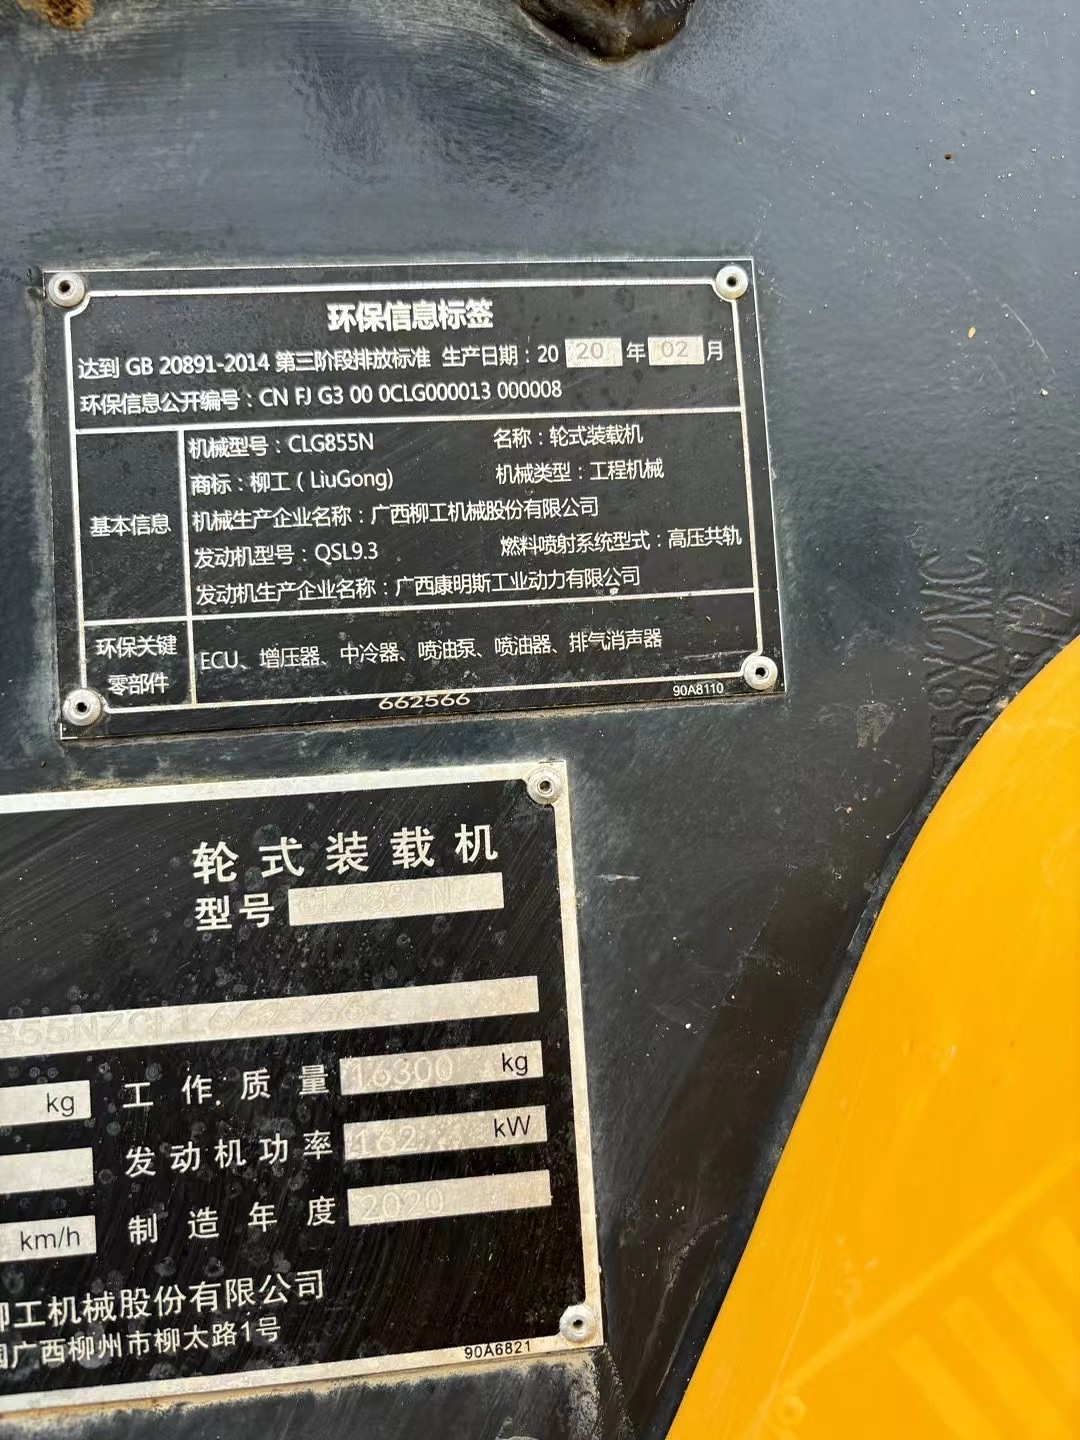 环保信息标签
达到 GB 20891-2014 第三阶段排放标准 生产日期：20 20 年 02 月
环保信息公开编号：CN FJ G3 00 0CLG000013 000008
基本信息
机械型号：CLG855N 名称：轮式装载机
商标：柳工（LiuGong) 机械类型：工程机械
机械生产企业名称：广西柳工机械股份有限公司
发动机型号：QSL9.3 燃料喷射系统型式：高压共轨
发动机生产企业名称：广西康明斯工业动力有限公司
环保关键零部件
ECU、增压器、中冷器、喷油泵、喷油器、排气消声器
662566
90A8110
轮式装载机
型号 CLG855N
kg 工作质量 16300 kg
发动机功率 162 kW
km/h 制造年度 2020
柳工机械股份有限公司
国广西柳州市柳太路1号
90A6821